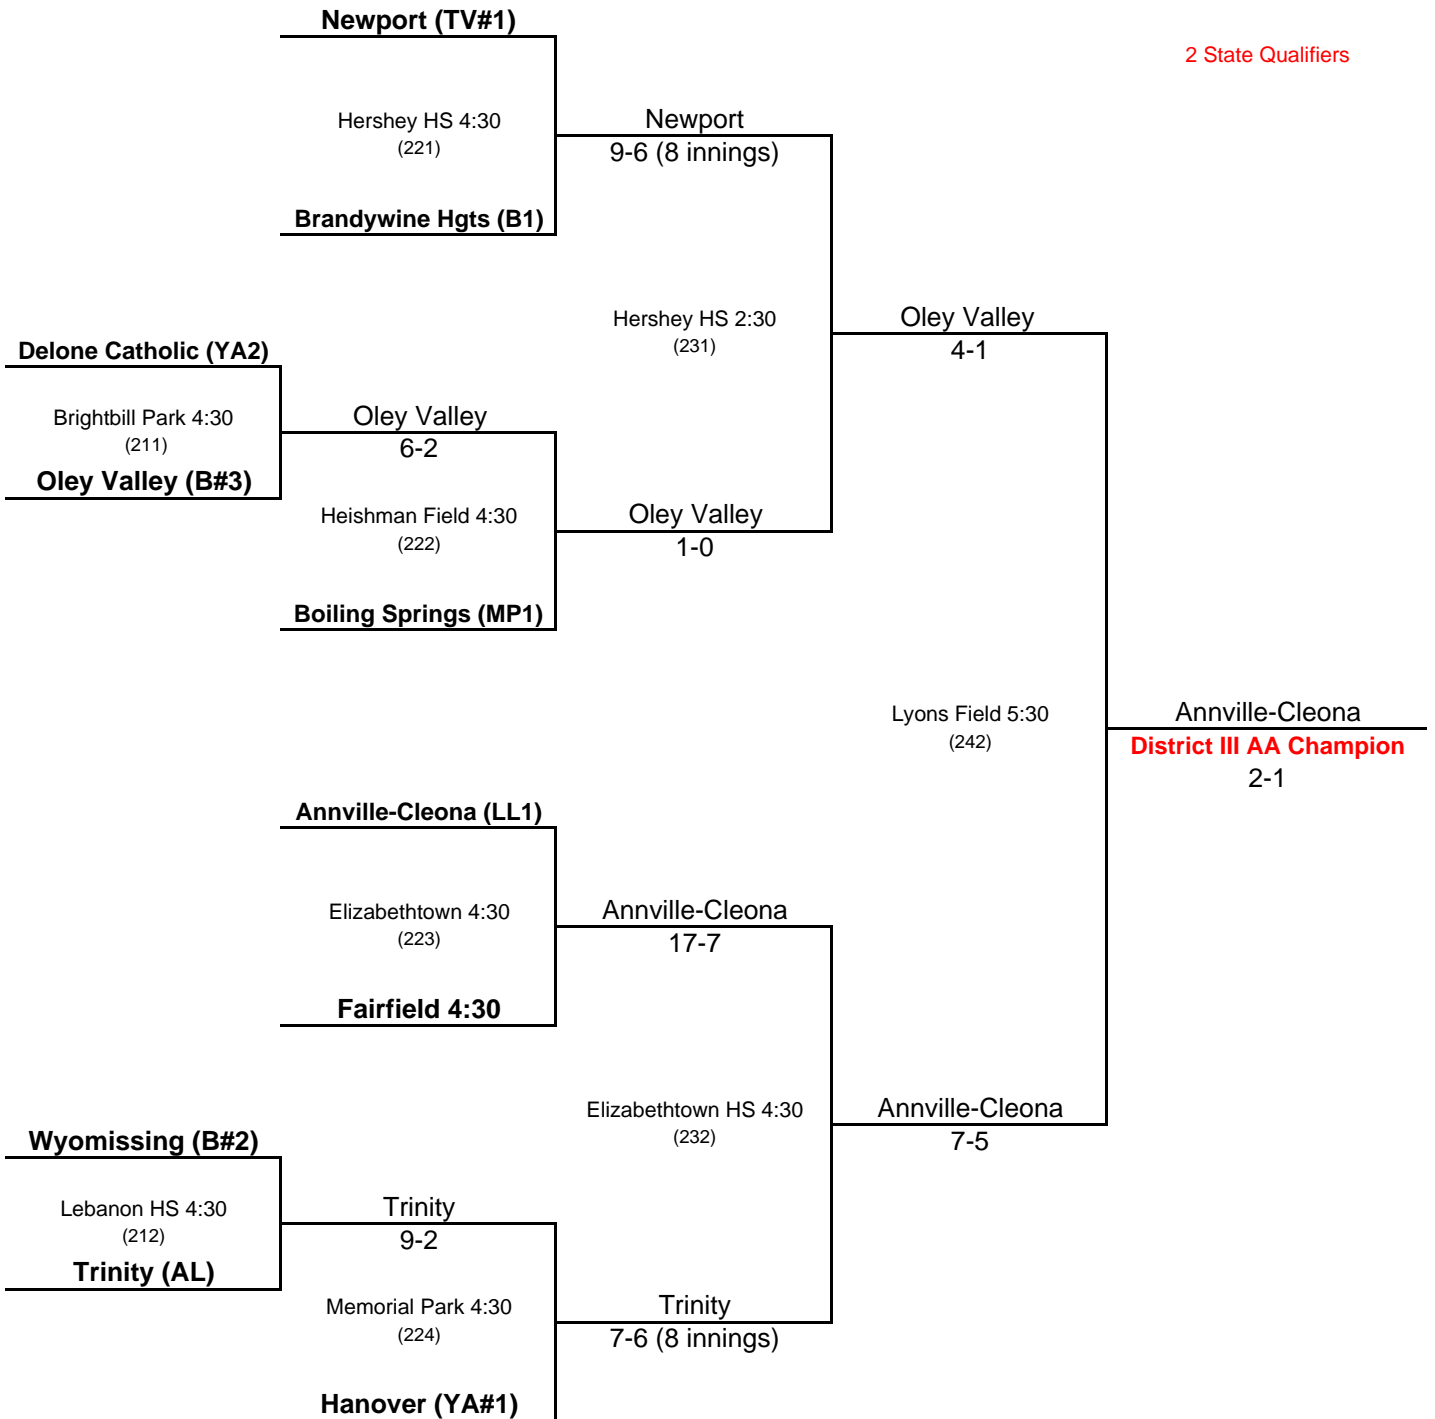 Newport (TV#1)
2 State Qualifiers
Hershey HS 4:30
(221)
Newport
9-6 (8 innings)
Brandywine Hgts (B1)
Hershey HS 2:30
(231)
Oley Valley
4-1
Delone Catholic (YA2)
Brightbill Park 4:30
(211)
Oley Valley
6-2
Oley Valley (B#3)
Heishman Field 4:30
(222)
Oley Valley
1-0
Boiling Springs (MP1)
Lyons Field 5:30
(242)
Annville-Cleona
District III AA Champion
2-1
Annville-Cleona (LL1)
Elizabethtown 4:30
(223)
Annville-Cleona
17-7
Fairfield 4:30
Elizabethtown HS 4:30
(232)
Annville-Cleona
7-5
Wyomissing (B#2)
Lebanon HS 4:30
(212)
Trinity
9-2
Trinity (AL)
Memorial Park 4:30
(224)
Trinity
7-6 (8 innings)
Hanover (YA#1)